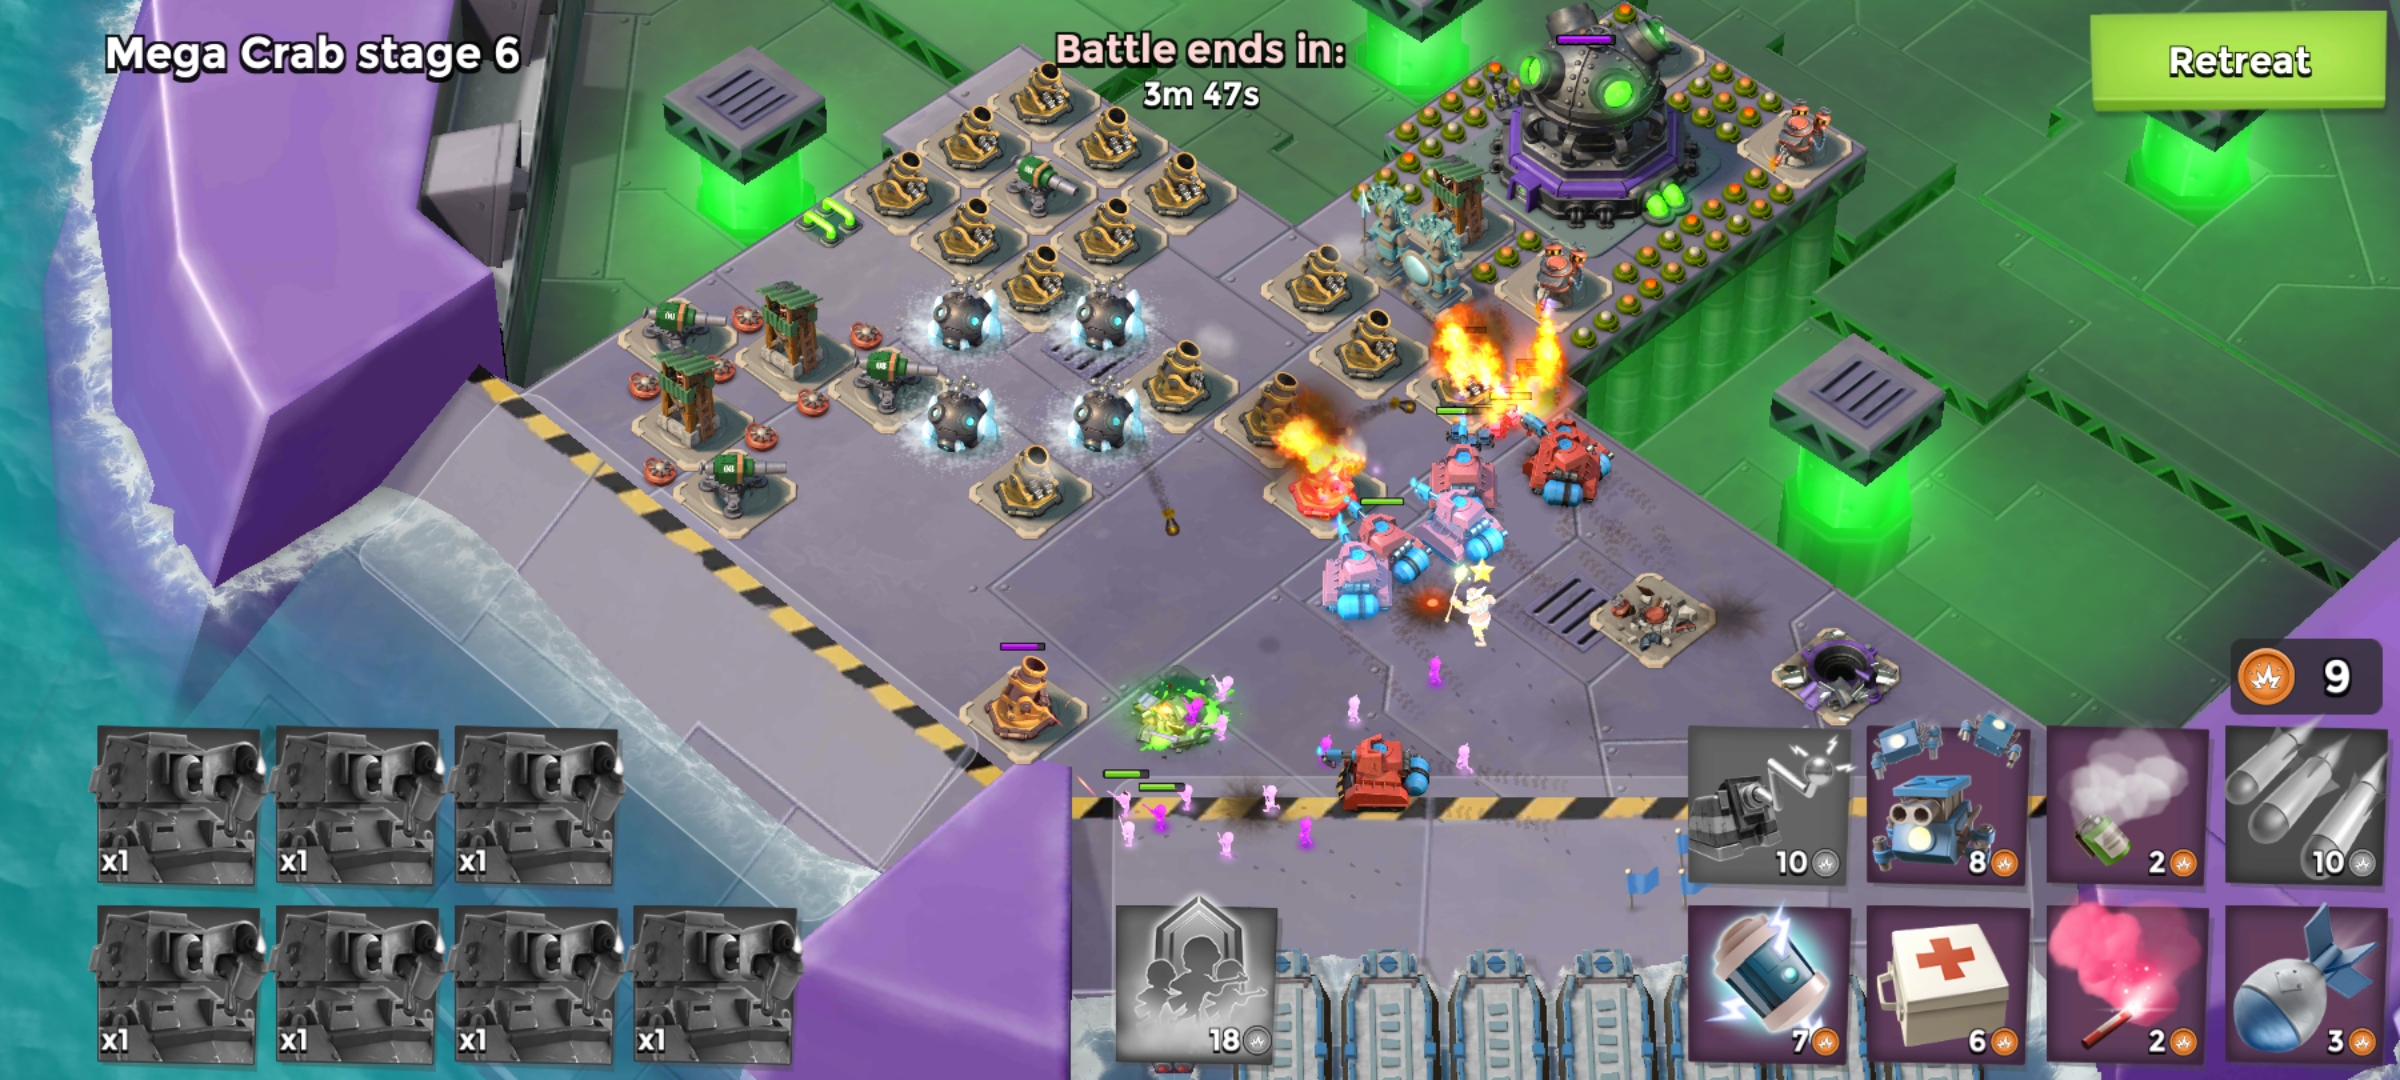 Mega Crab stage 6
Battle ends in:
3m 47s
Retreat
9
10
8
2
10
x1
x1
x1
x1
x1
x1
x1
18
7
6
2
3